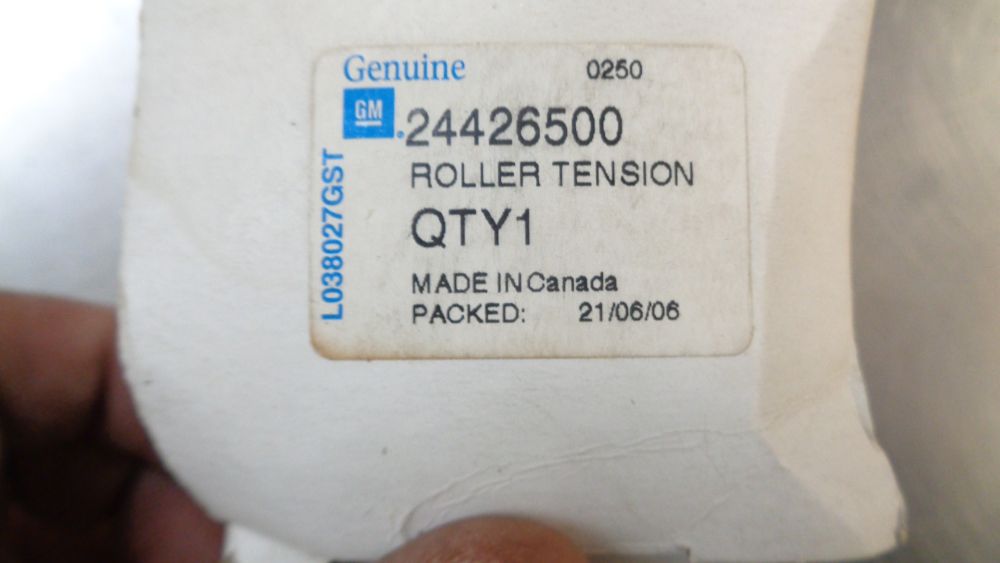 Genuine 0250
GM
24426500
ROLLER TENSION
QTY1
MADE IN Canada
PACKED: 21/06/06
L038027GST